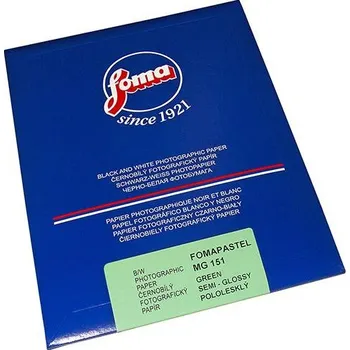 foma
since 1921
BLACK AND WHITE PHOTOGRAPHIC PAPER
ČERNOBÍLÝ FOTOGRAFICKÝ PAPÍR
SCHWARZ-WEISS PHOTOPAPIER
ЧЕРНО-БЕЛАЯ ФОТОБУМАГА
PAPIER PHOTOGRAPHIQUE NOIR ET BLANC
PAPEL FOTOGRÁFICO BLANCO Y NEGRO
PAPIER FOTOGRAFICZNY CZARNO-BIAŁY
ČIERNOBIELY FOTOGRAFICKÝ PAPIER
B/W
PHOTOGRAPHIC
PAPER
ČERNOBÍLÝ
FOTOGRAFICKÝ
PAPÍR
FOMAPASTEL
MG 151
GREEN
SEMI - GLOSSY
POLOLESKLÝ